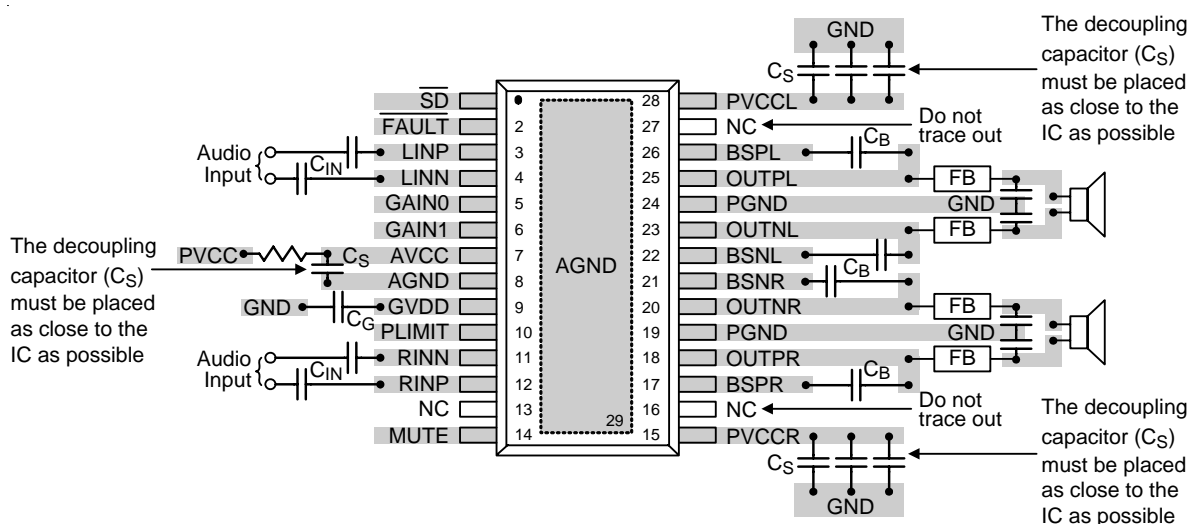 GND
The decoupling
capacitor (CS)
must be placed
as close to the
IC as possible
CS
SD
FAULT
LINP
LINN
GAIN0
GAIN1
AVCC
AGND
GVDD
PLIMIT
RINN
RINP
NC
MUTE
2
3
4
5
6
7
8
9
10
11
12
13
14
AGND
29
28
27
26
25
24
23
22
21
20
19
18
17
16
15
PVCCL
NC
BSPL
OUTPL
PGND
OUTNL
BSNL
BSNR
OUTNR
PGND
OUTPR
BSPR
NC
PVCCR
Do not
trace out
CB
FB
GND
FB
CB
CB
FB
GND
FB
CB
Do not
trace out
CS
GND
The decoupling
capacitor (CS)
must be placed
as close to the
IC as possible
Audio
Input
CIN
The decoupling
capacitor (CS)
must be placed
as close to the
IC as possible
PVCC
CS
GND
CG
Audio
Input
CIN